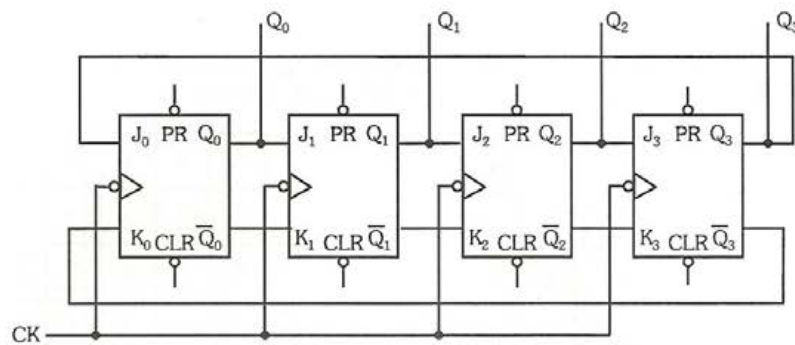 Q₀ Q₁ Q₂ Q₃
J₀ PR Q₀ J₁ PR Q₁ J₂ PR Q₂ J₃ PR Q₃
K₀ CLR Q̅₀ K₁ CLR Q̅₁ K₂ CLR Q̅₂ K₃ CLR Q̅₃
CK